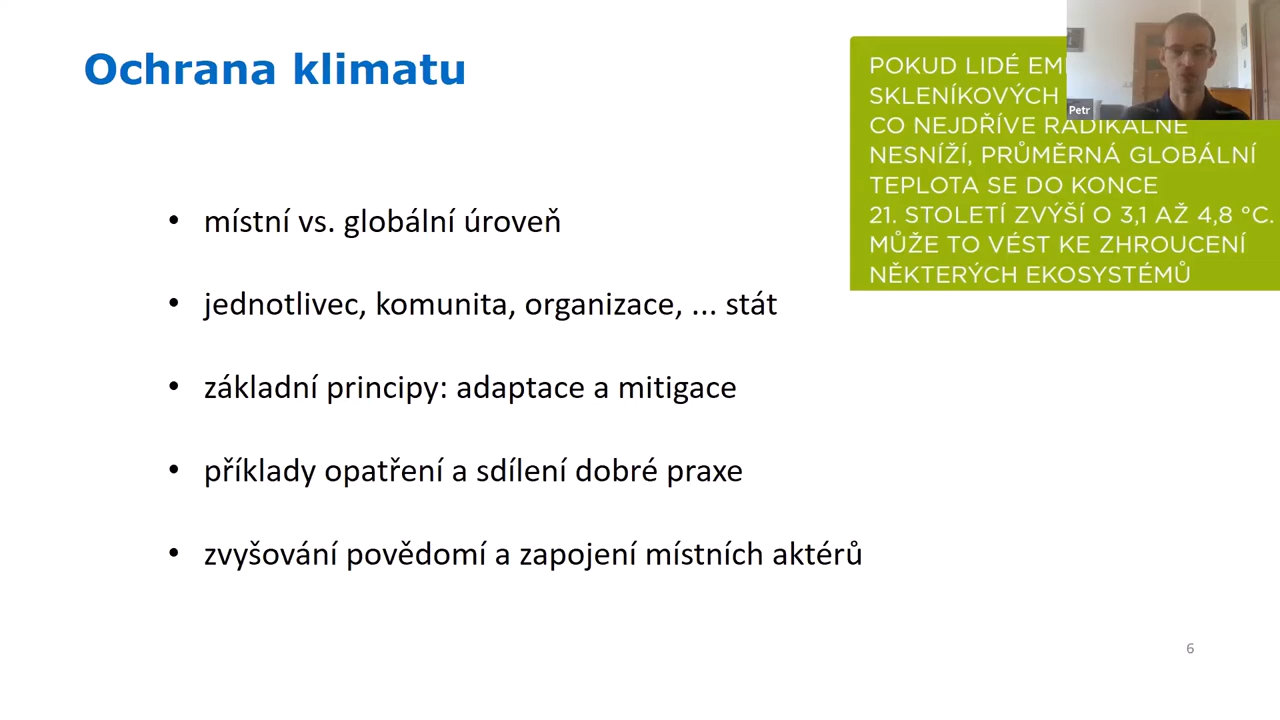 Ochrana klimatu
POKUD LIDÉ
SKLENÍKOVÝCH
CO NEJDŘÍVE RADIKÁLNĚ
NESNÍŽÍ, PRŮMĚRNÁ GLOBÁLNÍ
TEPLOTA SE DO KONCE
21. STOLETÍ ZVÝŠÍ O 3,1 AŽ 4,8 °C.
MŮŽE TO VÉST KE ZHROUCENÍ
NĚKTERÝCH EKOSYSTÉMŮ
Petr
• místní vs. globální úroveň
• jednotlivec, komunita, organizace, ... stát
• základní principy: adaptace a mitigace
• příklady opatření a sdílení dobré praxe
• zvyšování povědomí a zapojení místních aktérů
6